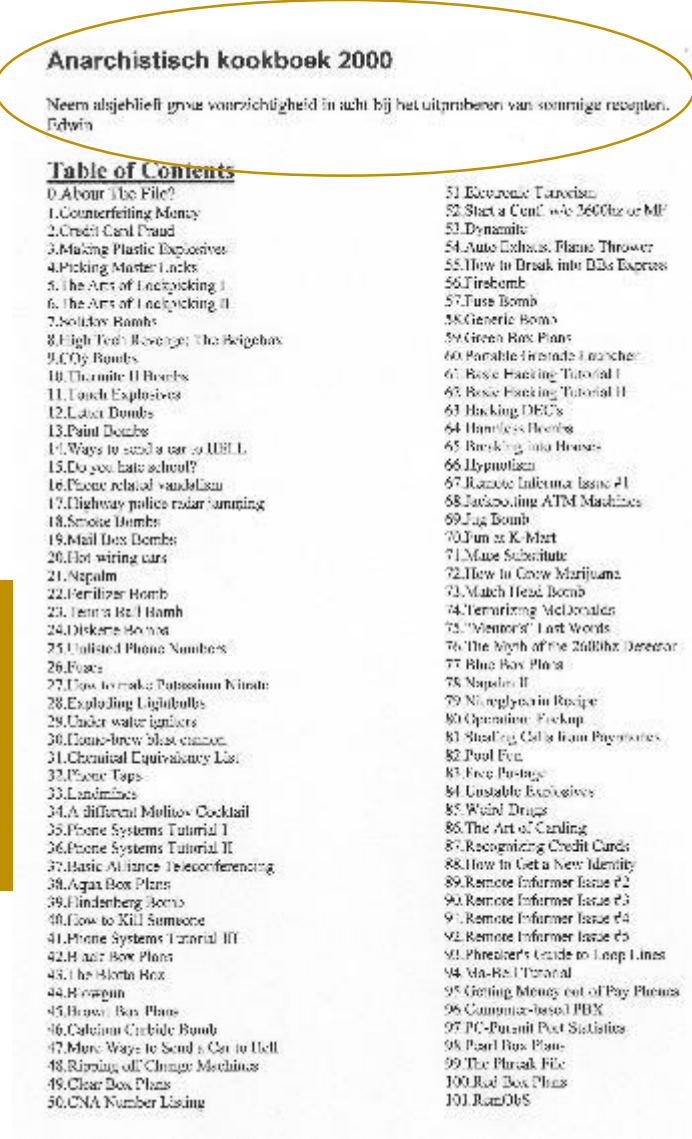 Anarchistisch kookboek 2000
Neem alsjeblieft grote voorzichtigheid in acht bij het uitproberen van sommige recepten.
Edwin
Table of Contents
0.About The File?
1.Counterfeiting Money
2.Credit Card Fraud
3.Making Plastic Explosives
4.Picking Master Locks
5.The Arts of Lockpicking I
6.The Arts of Lockpicking II
7.Solidox Bombs
8.High Tech Revenge: The Beigebox
9.CO2 Bombs
10.Thermite II Bombs
11.Touch Explosives
12.Letter Bombs
13.Paint Bombs
14.Ways to send a car to HELL
15.Do you hate school?
16.Phone related vandalism
17.Highway police radar jamming
18.Smoke Bombs
19.Mail Box Bombs
20.Hot-wiring cars
21.Napalm
22.Fertilizer Bomb
23.Tennis Ball Bomb
24.Diskette Bombs
25.Unlisted Phone Numbers
26.Fuses
27.How to make Potassium Nitrate
28.Exploding Lightbulbs
29.Under water igniters
30.Home-brew blast cannon
31.Chemical Equivalency List
32.Phone Taps
33.Landmines
34.A different Molitov Cocktail
35.Phone Systems Tutorial I
36.Phone Systems Tutorial II
37.Basic Alliance Teleconferencing
38.Aqua Box Plans
39.Hindenberg Bomb
40.How to Kill Someone
41.Phone Systems Tutorial III
42.Black Box Plans
43.The Blotto Box
44.Blowgun
45.Brown Box Plans
46.Calcium Carbide Bomb
47.More Ways to Send a Car to Hell
48.Ripping off Change Machines
49.Clear Box Plans
50.CNA Number Listing
51.Electronic Terrorism
52.Start a Conf. w/o 2600hz or MF
53.Dynamite
54.Auto Exhaust Flame Thrower
55.How to Break into BBs Express
56.Firebomb
57.Fuse Bomb
58.Generic Bomb
59.Green Box Plans
60.Portable Grenade Launcher
61.Basic Hacking Tutorial I
62.Basic Hacking Tutorial II
63.Hacking DEC's
64.Harmless Bombs
65.Breaking into Houses
66.Hypnotism
67.Remote Informer Issue #1
68.Jackpotting ATM Machines
69.Jug Bomb
70.Fun at K-Mart
71.Mace Substitute
72.How to Grow Marijuana
73.Match Head Bomb
74.Terrorizing McDonalds
75."Mentor's" Last Words
76.The Myth of the 2600hz Detector
77.Blue Box Plans
78.Napalm II
79.Nitroglycerin Recipe
80.Operation: Fuckup
81.Stealing Calls from Payphones
82.Pool Fun
83.Free Postage
84.Unstable Explosives
85.Weird Drugs
86.The Art of Carding
87.Recognizing Credit Cards
88.How to Get a New Identity
89.Remote Informer Issue #2
90.Remote Informer Issue #3
91.Remote Informer Issue #4
92.Remote Informer Issue #5
93.Phreaker's Guide to Loop Lines
94.Ma-Bell Tutorial
95.Getting Money out of Pay Phones
96.Computer-based PBX
97.PC-Pursuit Port Statistics
98.Pearl Box Plans
99.The Phreak File
100.Red Box Plans
101.RemObS